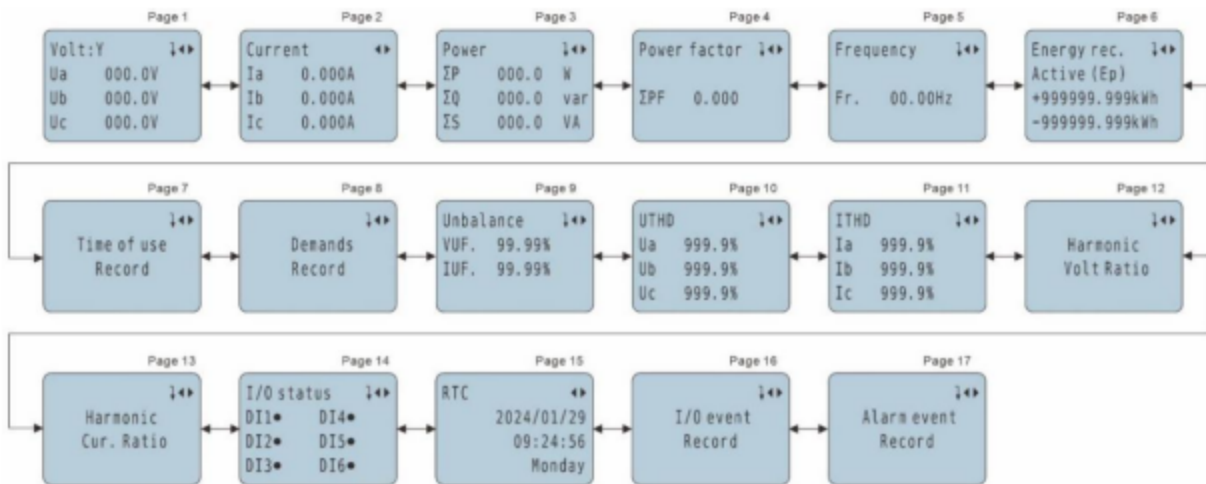 Page 1
Volt:Y
Ua 000.0V
Ub 000.0V
Uc 000.0V
Page 2
Current
Ia 0.000A
Ib 0.000A
Ic 0.000A
Page 3
Power
ΣP 000.0 W
ΣQ 000.0 var
ΣS 000.0 VA
Page 4
Power factor
ΣPF 0.000
Page 5
Frequency
Fr. 00.00Hz
Page 6
Energy rec.
Active (Ep)
+999999.999kWh
-999999.999kWh
Page 7
Time of use
Record
Page 8
Demands
Record
Page 9
Unbalance
VUF. 99.99%
IUF. 99.99%
Page 10
UTHD
Ua 999.9%
Ub 999.9%
Uc 999.9%
Page 11
ITHD
Ia 999.9%
Ib 999.9%
Ic 999.9%
Page 12
Harmonic
Volt Ratio
Page 13
Harmonic
Cur. Ratio
Page 14
I/O status
DI1● DI4●
DI2● DI5●
DI3● DI6●
Page 15
RTC
2024/01/29
09:24:56
Monday
Page 16
I/O event
Record
Page 17
Alarm event
Record